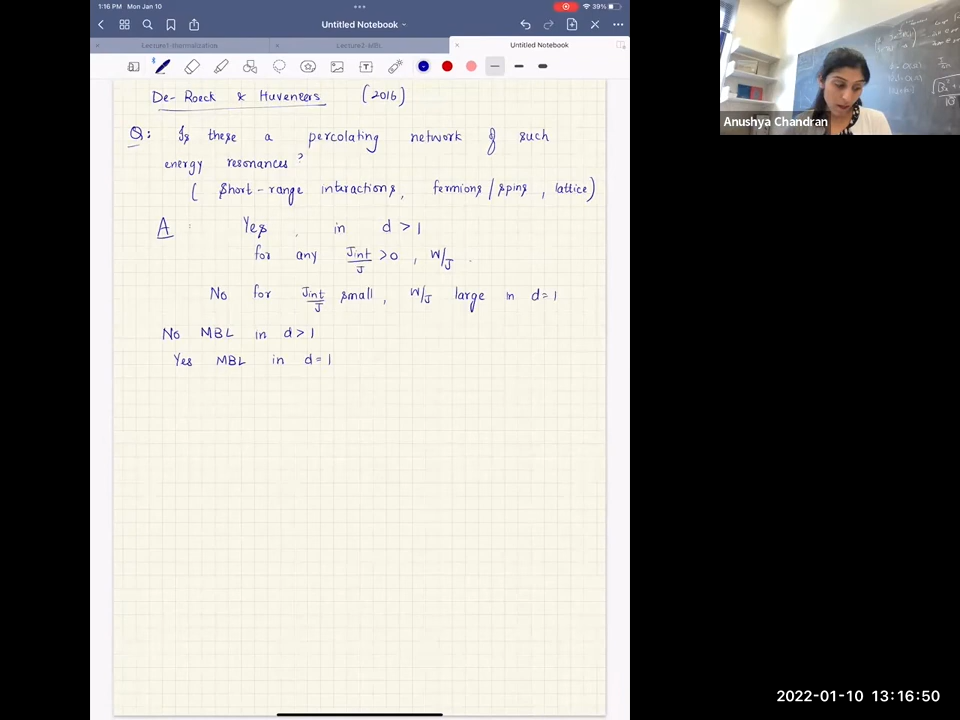 1:16 PM Mon Jan 10
39%
Untitled Notebook
Lecture1-thermalization
Lecture2-MBL
Untitled Notebook
De-Roeck & Huveneers (2016)
Q: Is there a percolating network of such
energy resonances?
( Short-range interactions, fermions/spins, lattice)
A : Yes, in d > 1
for any Jint/J > 0, W/J.
No for Jint/J small, W/J large in d = 1
No MBL in d > 1
Yes MBL in d = 1
Anushya Chandran
2022-01-10 13:16:50